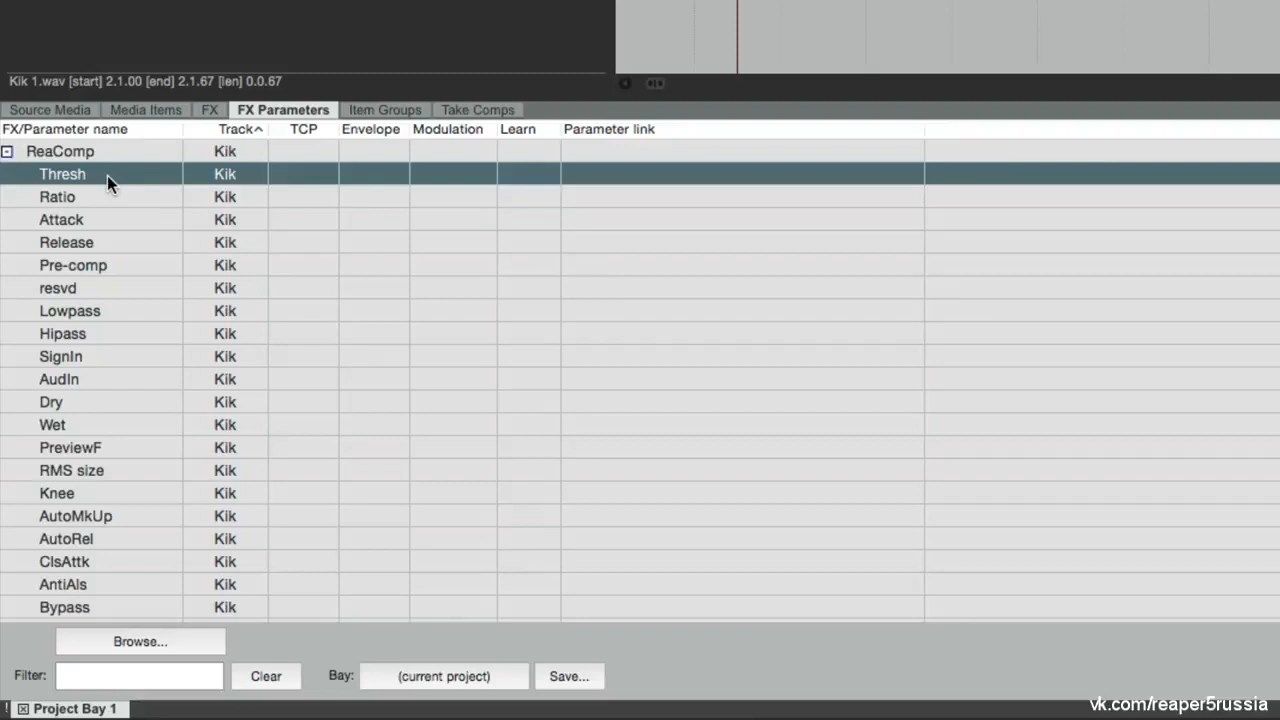 Kik 1.wav [start] 2.1.00 [end] 2.1.67 [len] 0.0.67
Source Media Media Items FX FX Parameters Item Groups Take Comps
FX/Parameter name Track TCP Envelope Modulation Learn Parameter link
ReaComp Kik
Thresh Kik
Ratio Kik
Attack Kik
Release Kik
Pre-comp Kik
resvd Kik
Lowpass Kik
Hipass Kik
SignIn Kik
AudIn Kik
Dry Kik
Wet Kik
PreviewF Kik
RMS size Kik
Knee Kik
AutoMkUp Kik
AutoRel Kik
ClsAttk Kik
AntiAls Kik
Bypass Kik
Browse...
Filter: Clear Bay: (current project) Save...
! Project Bay 1
vk.com/reaper5russia